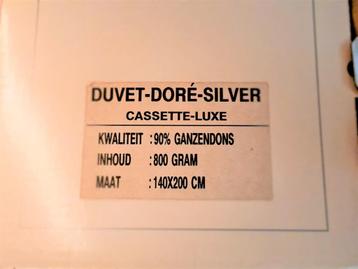 DUVET-DORÉ-SILVER
CASSETTE-LUXE
KWALITEIT : 90% GANZENDONS
INHOUD : 800 GRAM
MAAT : 140X200 CM